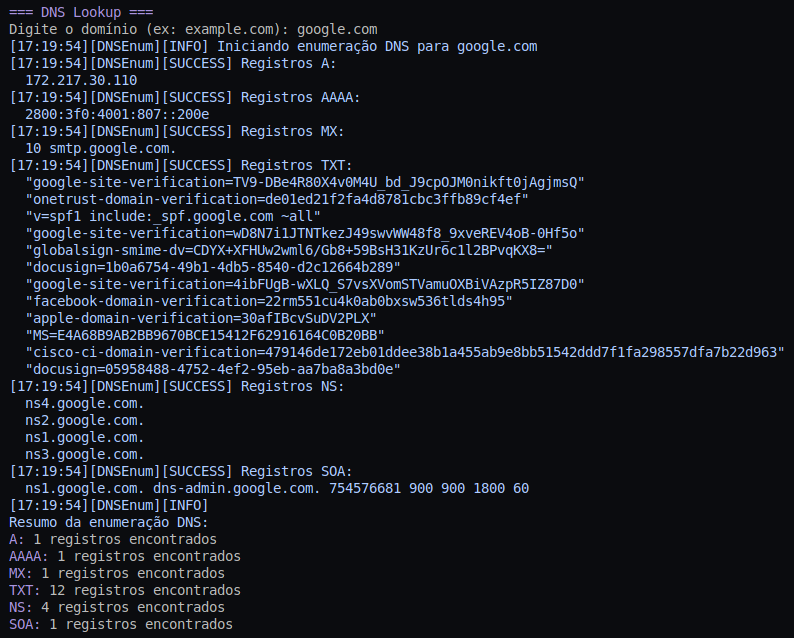 === DNS Lookup ===
Digite o domínio (ex: example.com): google.com
[17:19:54][DNSEnum][INFO] Iniciando enumeração DNS para google.com
[17:19:54][DNSEnum][SUCCESS] Registros A:
172.217.30.110
[17:19:54][DNSEnum][SUCCESS] Registros AAAA:
2800:3f0:4001:807::200e
[17:19:54][DNSEnum][SUCCESS] Registros MX:
10 smtp.google.com.
[17:19:54][DNSEnum][SUCCESS] Registros TXT:
"google-site-verification=TV9-DBe4R80X4v0M4U_bd_J9cpOJM0nikft0jAgjmsQ"
"onetrust-domain-verification=de01ed21f2fa4d8781cbc3ffb89cf4ef"
"v=spf1 include:_spf.google.com ~all"
"google-site-verification=wD8N7i1JTNTkezJ49swvWW48f8_9xveREV4oB-0Hf5o"
"globalsign-smime-dv=CDYX+XFHUw2wml6/Gb8+59BsH31KzUr6c1l2BPvqKX8="
"docusign=1b0a6754-49b1-4db5-8540-d2c12664b289"
"google-site-verification=4ibFUgB-wXLQ_S7vsXVomSTVamuOXBiVAzpR5IZ87D0"
"facebook-domain-verification=22rm551cu4k0ab0bxsw536tlds4h95"
"apple-domain-verification=30afIBcvSuDV2PLX"
"MS=E4A68B9AB2BB9670BCE15412F62916164C0B20BB"
"cisco-ci-domain-verification=479146de172eb01ddee38b1a455ab9e8bb51542ddd7f1fa298557dfa7b22d963"
"docusign=05958488-4752-4ef2-95eb-aa7ba8a3bd0e"
[17:19:54][DNSEnum][SUCCESS] Registros NS:
ns4.google.com.
ns2.google.com.
ns1.google.com.
ns3.google.com.
[17:19:54][DNSEnum][SUCCESS] Registros SOA:
ns1.google.com. dns-admin.google.com. 754576681 900 900 1800 60
[17:19:54][DNSEnum][INFO]
Resumo da enumeração DNS:
A: 1 registros encontrados
AAAA: 1 registros encontrados
MX: 1 registros encontrados
TXT: 12 registros encontrados
NS: 4 registros encontrados
SOA: 1 registros encontrados